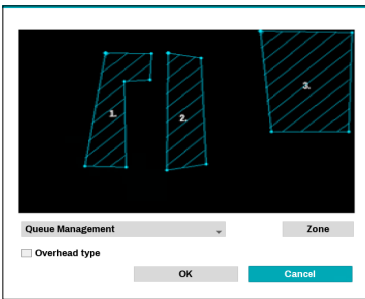 1.
2.
3.
Queue Management
Zone
Overhead type
OK
Cancel